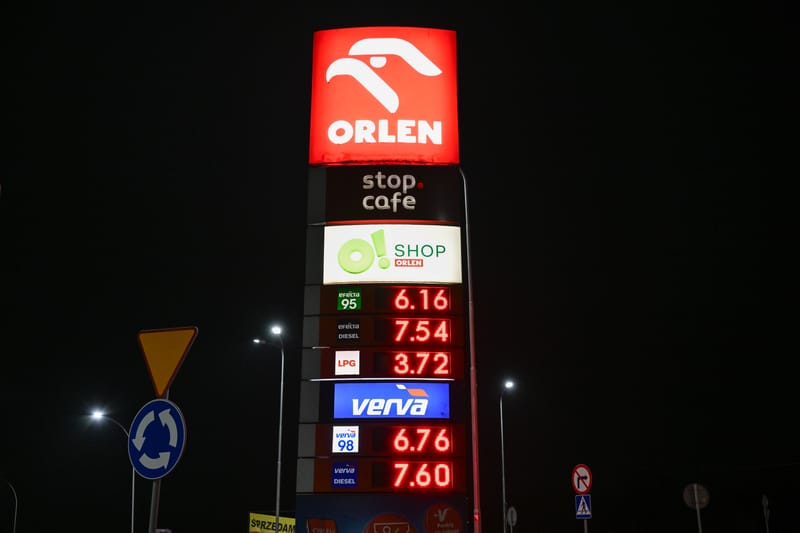 ORLEN
stop.
cafe
O! SHOP
ORLEN
efecta
95 6.16
efecta
DIESEL 7.54
LPG 3.72
verva
verva
98 6.76
verva
DIESEL 7.60
SPRZEDAM